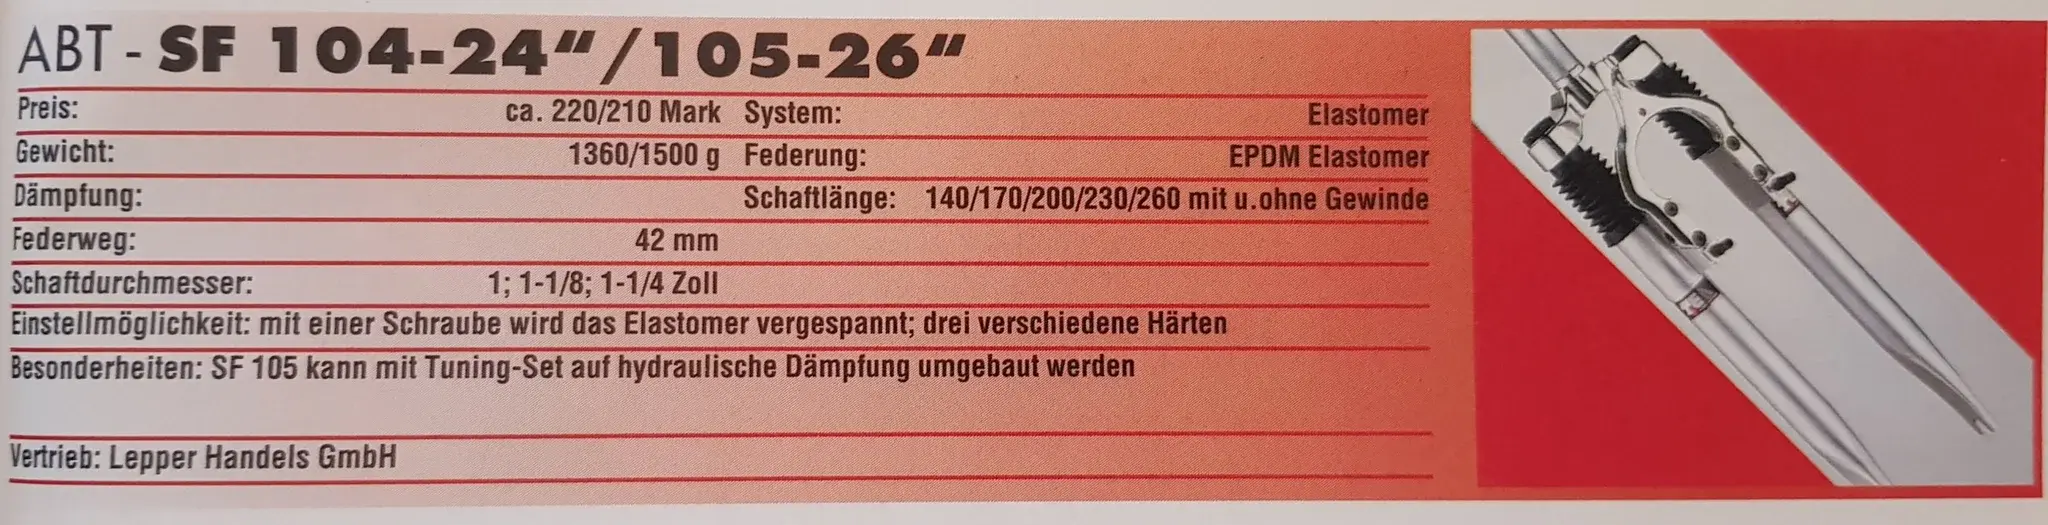 ABT - SF 104-24“/105-26“
Preis: ca. 220/210 Mark System: Elastomer
Gewicht: 1360/1500 g Federung: EPDM Elastomer
Dämpfung: Schaftlänge: 140/170/200/230/260 mit u.ohne Gewinde
Federweg: 42 mm
Schaftdurchmesser: 1; 1-1/8; 1-1/4 Zoll
Einstellmöglichkeit: mit einer Schraube wird das Elastomer vergespannt; drei verschiedene Härten
Besonderheiten: SF 105 kann mit Tuning-Set auf hydraulische Dämpfung umgebaut werden
Vertrieb: Lepper Handels GmbH